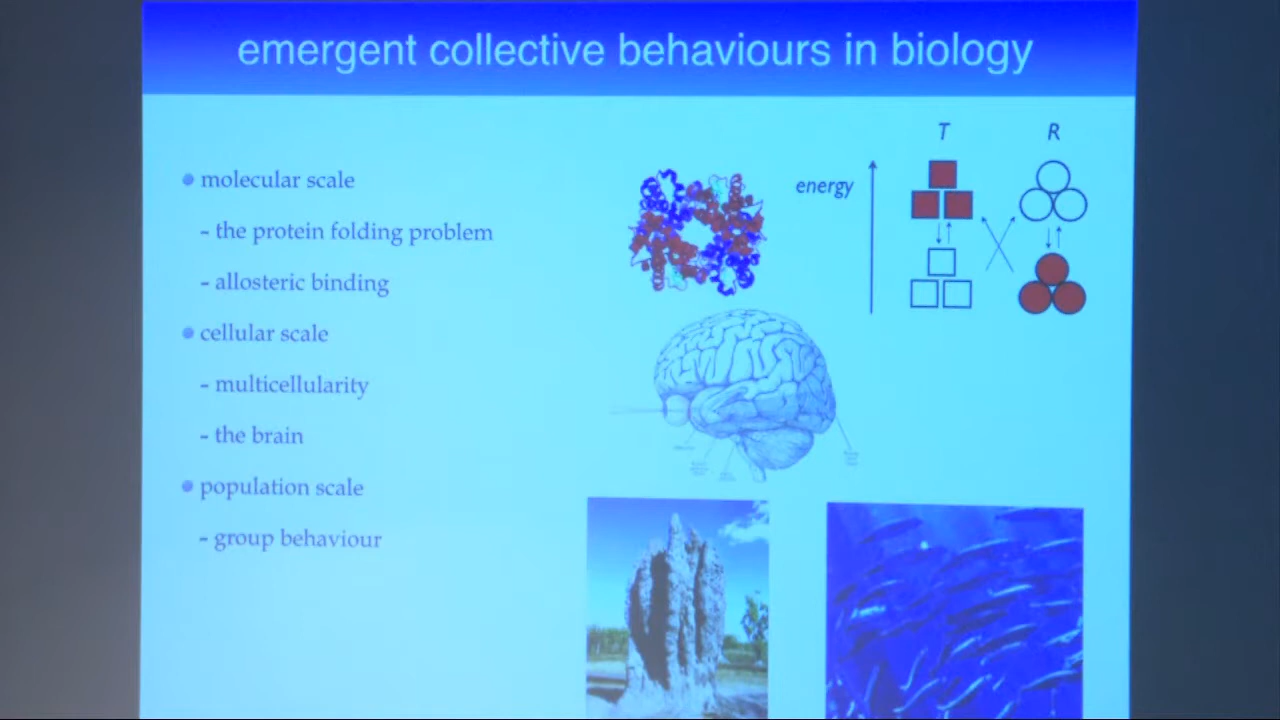 emergent collective behaviours in biology
T R
energy
molecular scale
- the protein folding problem
- allosteric binding
cellular scale
- multicellularity
- the brain
population scale
- group behaviour